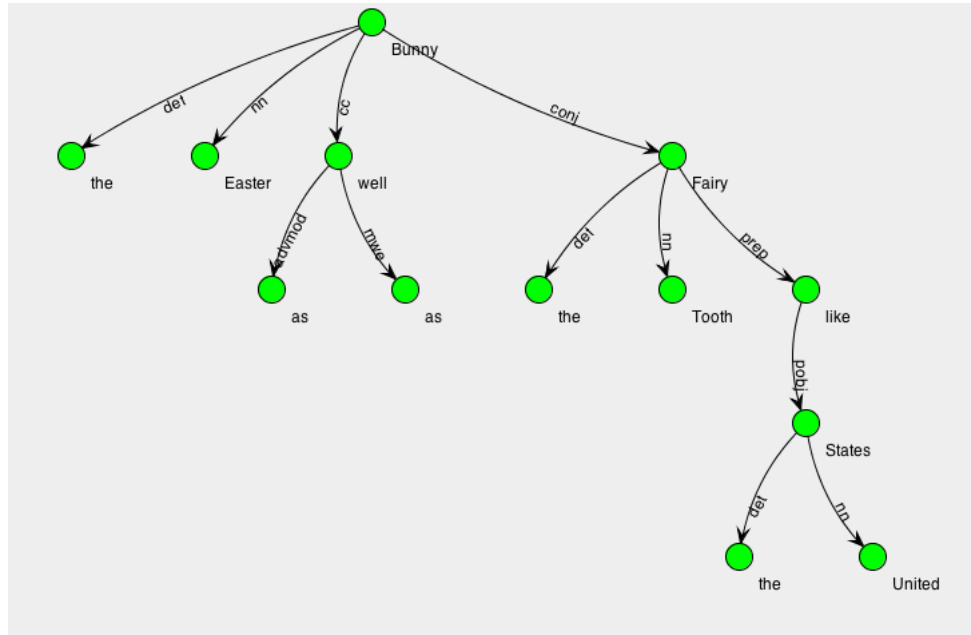 Bunny
det
nn
cc
conj
the
Easter
well
Fairy
advmod
mwe
det
nn
prep
as
as
the
Tooth
like
pobj
States
det
nn
the
United